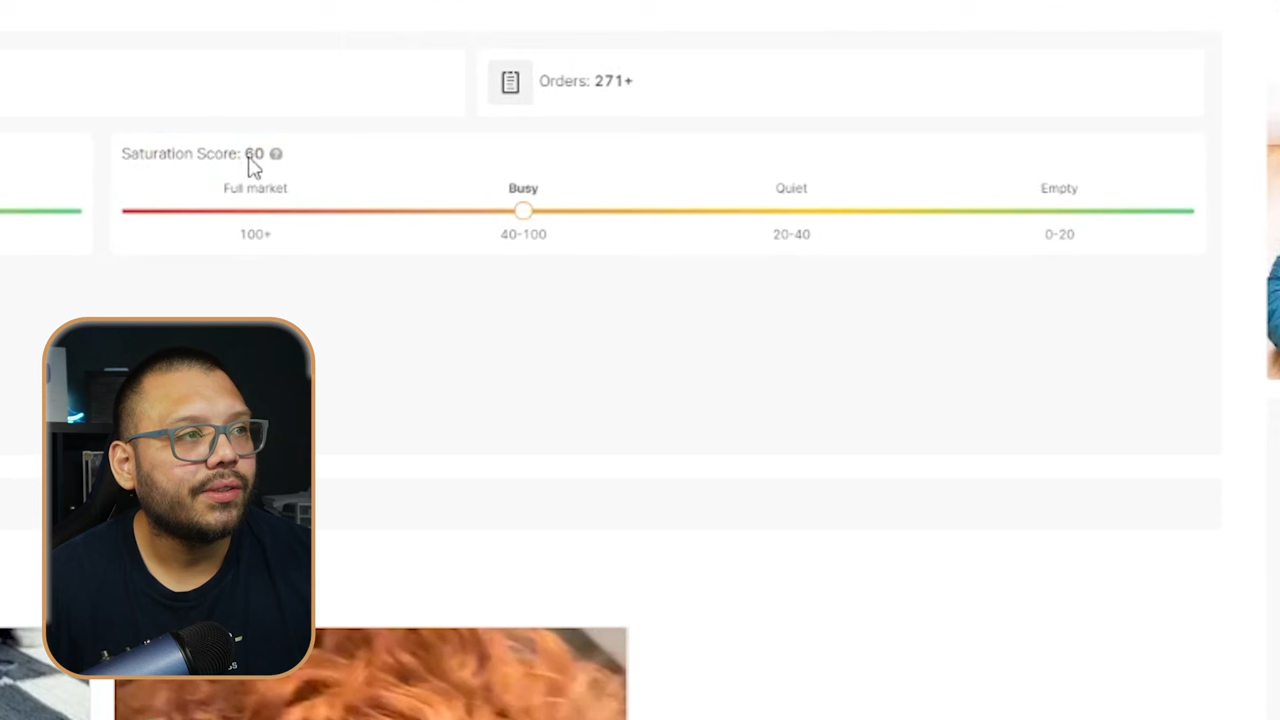 Orders: 271+
Saturation Score: 60
Full market
Busy
Quiet
Empty
100+
40-100
20-40
0-20